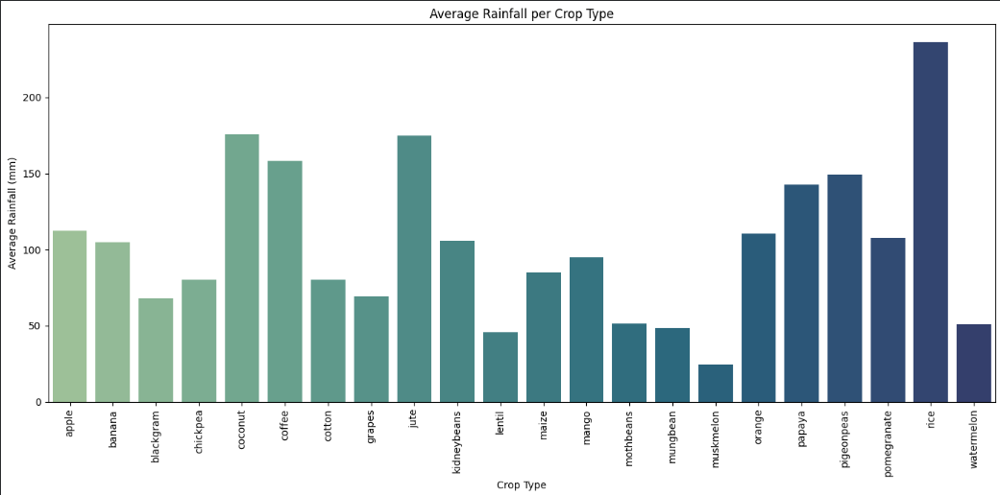 Average Rainfall per Crop Type
Average Rainfall (mm)
200
150
100
50
0
apple
banana
blackgram
chickpea
coconut
coffee
cotton
grapes
jute
kidneybeans
lentil
maize
mango
mothbeans
mungbean
muskmelon
orange
papaya
pigeonpeas
pomegranate
rice
watermelon
Crop Type